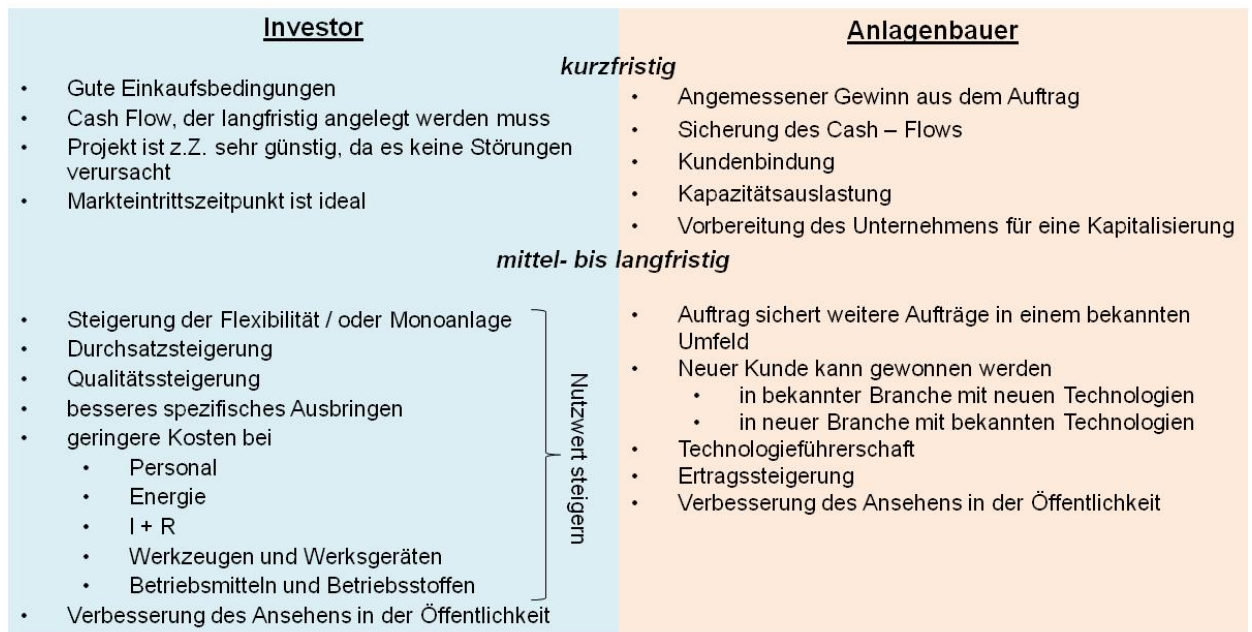 Investor
Anlagenbauer
kurzfristig
• Gute Einkaufsbedingungen
• Cash Flow, der langfristig angelegt werden muss
• Projekt ist z.Z. sehr günstig, da es keine Störungen
verursacht
• Markteintrittszeitpunkt ist ideal
• Angemessener Gewinn aus dem Auftrag
• Sicherung des Cash – Flows
• Kundenbindung
• Kapazitätsauslastung
• Vorbereitung des Unternehmens für eine Kapitalisierung
mittel- bis langfristig
• Steigerung der Flexibilität / oder Monoanlage
• Durchsatzsteigerung
• Qualitätssteigerung
• besseres spezifisches Ausbringen
• geringere Kosten bei
• Personal
• Energie
• I + R
• Werkzeugen und Werksgeräten
• Betriebsmitteln und Betriebsstoffen
• Verbesserung des Ansehens in der Öffentlichkeit
Nutzwert steigern
• Auftrag sichert weitere Aufträge in einem bekannten
Umfeld
• Neuer Kunde kann gewonnen werden
• in bekannter Branche mit neuen Technologien
• in neuer Branche mit bekannten Technologien
• Technologieführerschaft
• Ertragssteigerung
• Verbesserung des Ansehens in der Öffentlichkeit